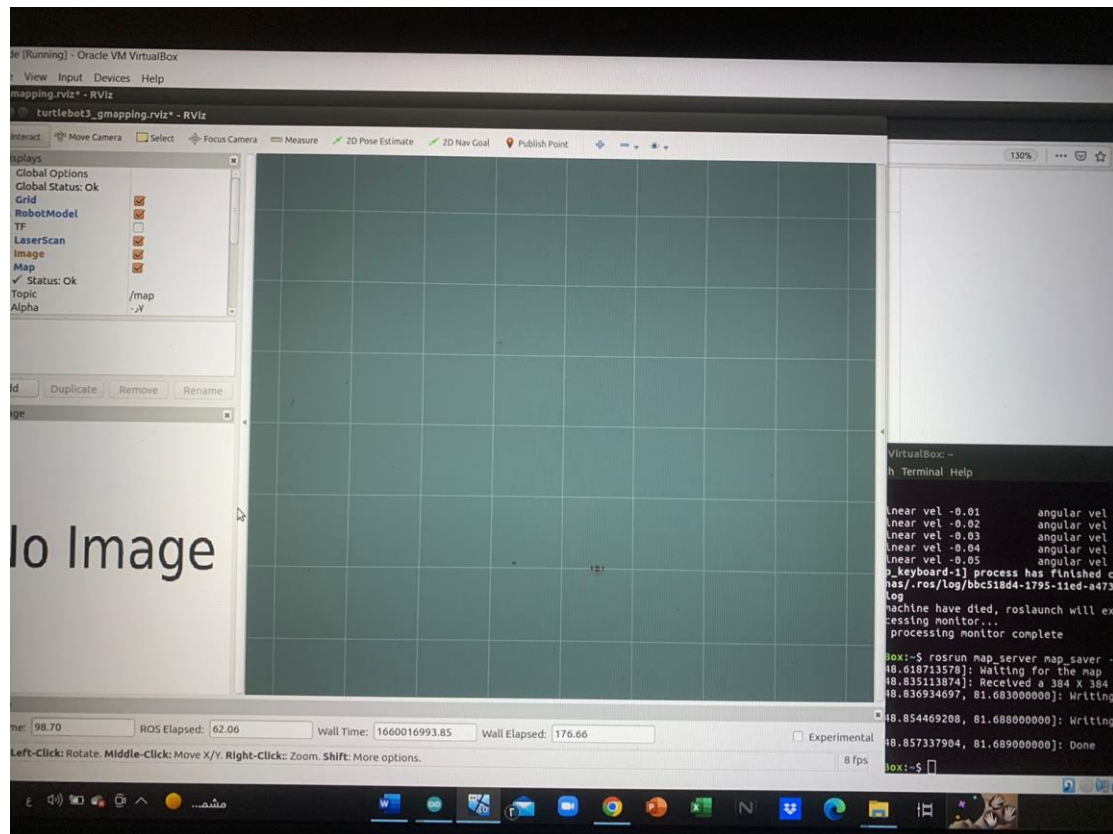 de [Running] - Oracle VM VirtualBox
View Input Devices Help
mapping.rviz* - RViz
turtlebot3_gmapping.rviz* - RViz
Interact Move Camera Select Focus Camera Measure 2D Pose Estimate 2D Nav Goal Publish Point
isplays
Global Options
Global Status: Ok
Grid
RobotModel
TF
LaserScan
Image
Map
✓ Status: Ok
Topic /map
Alpha
dd Duplicate Remove Rename
age
No Image
130%
VirtualBox: ~
h Terminal Help
inear vel -0.01 angular vel
inear vel -0.02 angular vel
inear vel -0.03 angular vel
inear vel -0.04 angular vel
inear vel -0.05 angular vel
p_keyboard-1] process has finished c
nas/.ros/log/bbc518d4-1795-11ed-a473
log
machine have died, roslaunch will ex
cessing monitor...
processing monitor complete
Box:~$ rosrun map_server map_saver -
48.618713578]: Waiting for the map
48.835113874]: Received a 384 X 384
48.836934697, 81.683000000]: Writing
48.854469208, 81.688000000]: Writing
48.857337904, 81.689000000]: Done
Box:~$
me: 98.70 ROS Elapsed: 62.06 Wall Time: 1660016993.85 Wall Elapsed: 176.66 Experimental
Left-Click: Rotate. Middle-Click: Move X/Y. Right-Click:: Zoom. Shift: More options. 8 fps
ع مشم...